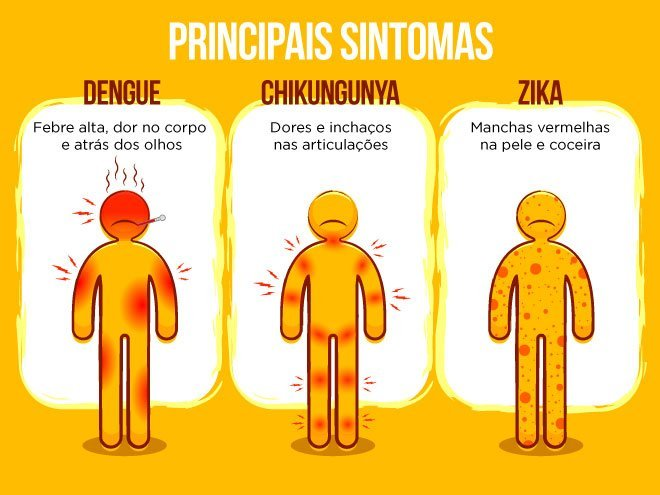 PRINCIPAIS SINTOMAS
DENGUE
Febre alta, dor no corpo
e atrás dos olhos
CHIKUNGUNYA
Dores e inchaços
nas articulações
ZIKA
Manchas vermelhas
na pele e coceira